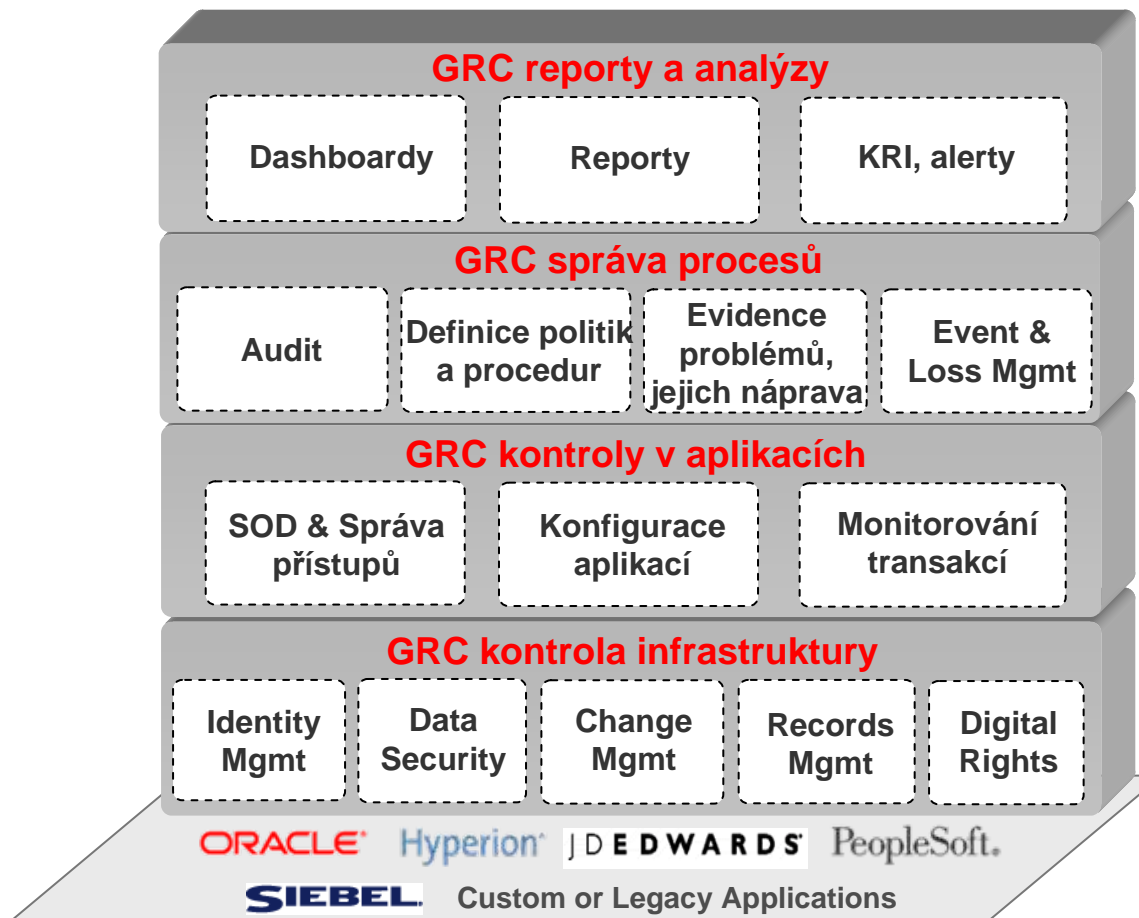 GRC reporty a analýzy
Dashboardy
Reporty
KRI, alerty
GRC správa procesů
Audit
Definice politik
a procedur
Evidence
problémů,
jejich náprava
Event &
Loss Mgmt
GRC kontroly v aplikacích
SOD & Správa
přístupů
Konfigurace
aplikací
Monitorování
transakcí
GRC kontrola infrastruktury
Identity
Mgmt
Data
Security
Change
Mgmt
Records
Mgmt
Digital
Rights
ORACLE Hyperion JDEDWARDS PeopleSoft.
SIEBEL. Custom or Legacy Applications